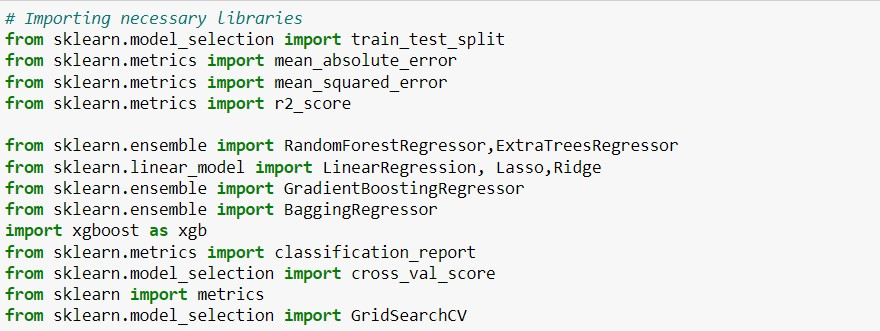 # Importing necessary libraries
from sklearn.model_selection import train_test_split
from sklearn.metrics import mean_absolute_error
from sklearn.metrics import mean_squared_error
from sklearn.metrics import r2_score
from sklearn.ensemble import RandomForestRegressor,ExtraTreesRegressor
from sklearn.linear_model import LinearRegression, Lasso,Ridge
from sklearn.ensemble import GradientBoostingRegressor
from sklearn.ensemble import BaggingRegressor
import xgboost as xgb
from sklearn.metrics import classification_report
from sklearn.model_selection import cross_val_score
from sklearn import metrics
from sklearn.model_selection import GridSearchCV